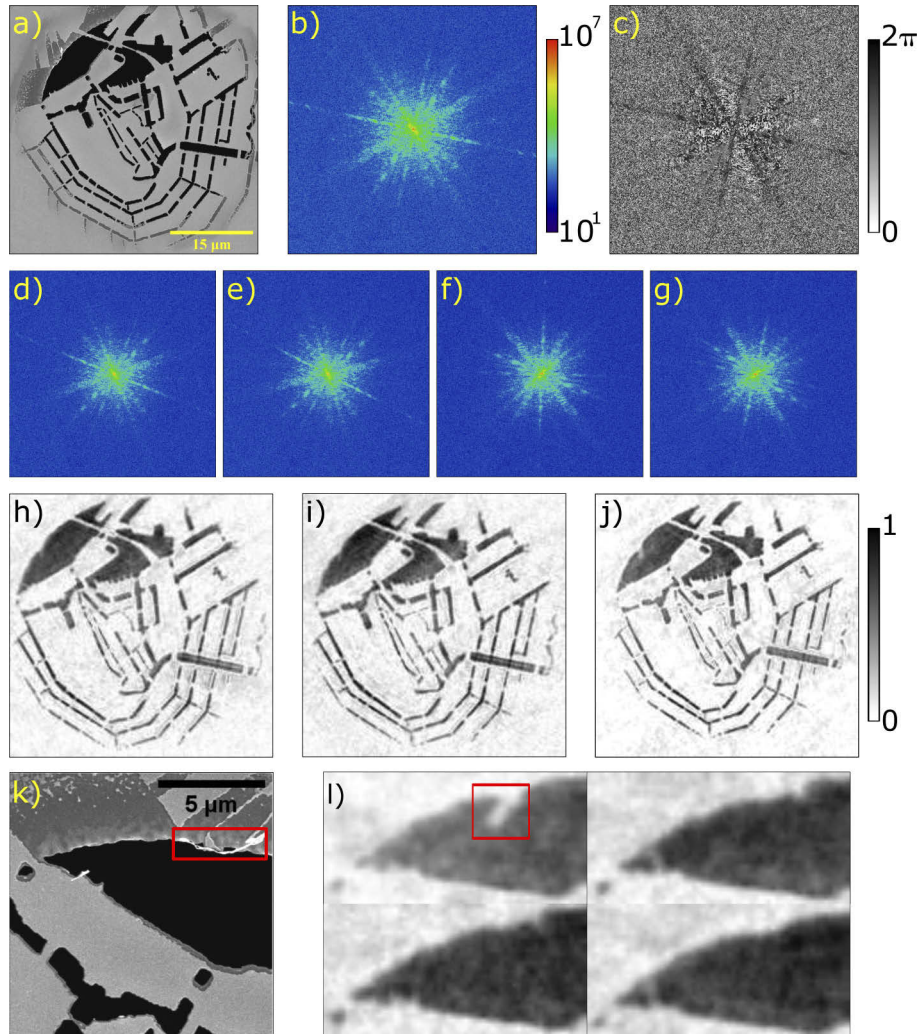 a)
b)
c)
10⁷
10¹
2π
0
15 μm
d)
e)
f)
g)
h)
i)
j)
1
0
k)
5 μm
l)